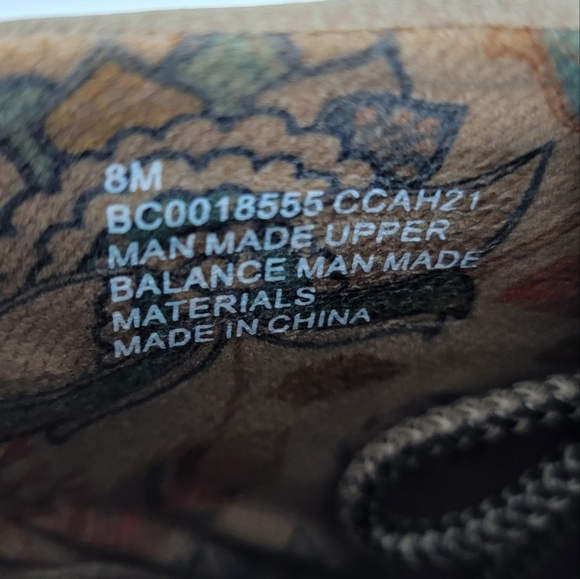 8M
BC0018555 CCAH21
MAN MADE UPPER
BALANCE MAN MADE
MATERIALS
MADE IN CHINA